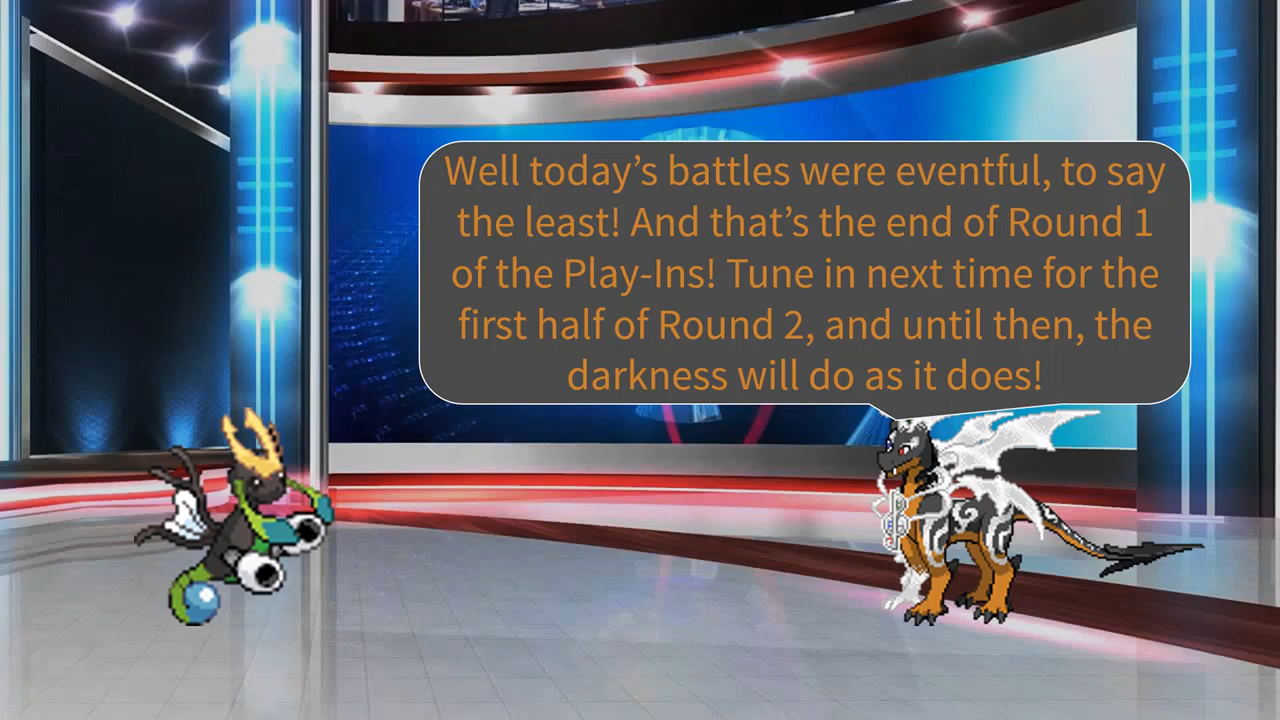 Well today’s battles were eventful, to say
the least! And that’s the end of Round 1
of the Play-Ins! Tune in next time for the
first half of Round 2, and until then, the
darkness will do as it does!